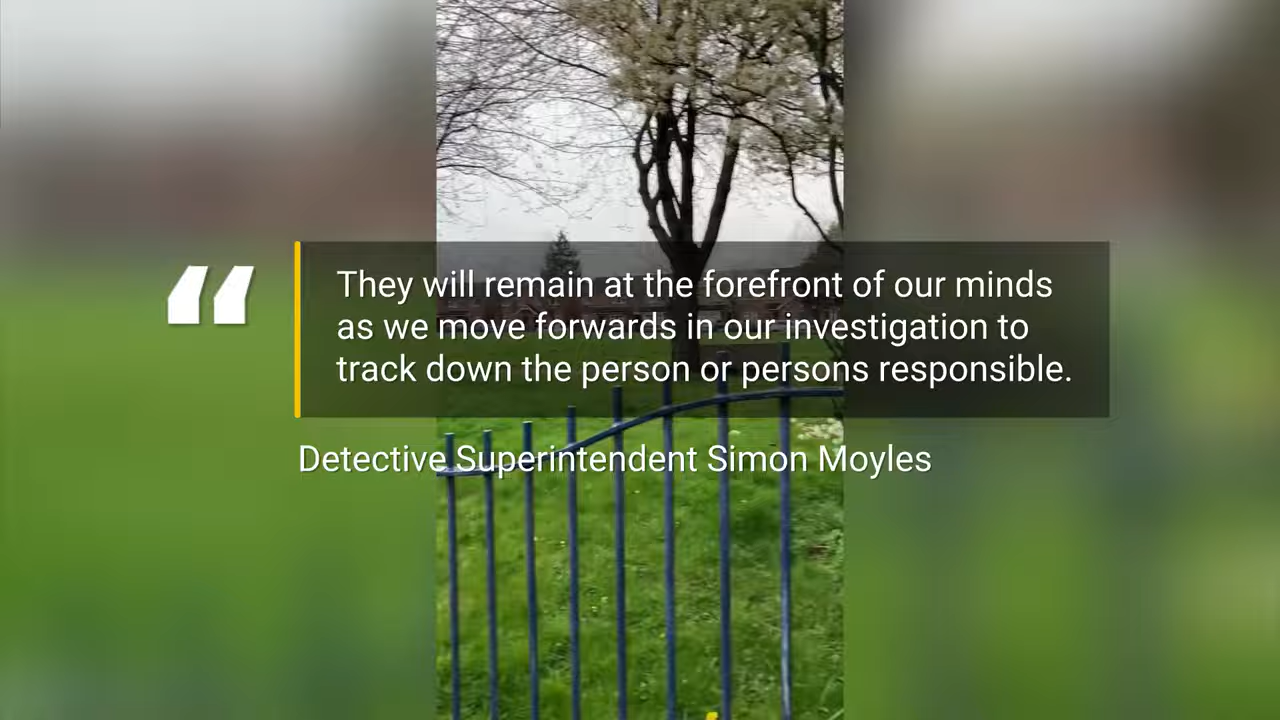 “
They will remain at the forefront of our minds
as we move forwards in our investigation to
track down the person or persons responsible.
Detective Superintendent Simon Moyles